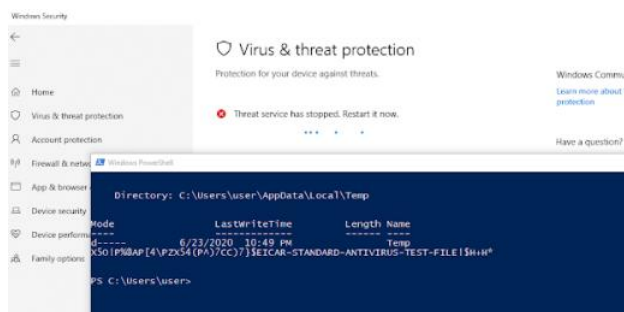 Windows Security
Virus & threat protection
Protection for your device against threats.
Windows Commu
Learn more about
protection
Home
Virus & threat protection
Threat service has stopped. Restart it now.
Account protection
Have a question?
Firewall & netwo
Windows PowerShell
App & browser
Directory: C:\Users\user\AppData\Local\Temp
Device security
Mode LastWriteTime Length Name
---- ------------- ------ ----
Device performa
d----- 6/23/2020 10:49 PM Temp
X5O!P%@AP[4\PZX54(P^)7CC)7}$EICAR-STANDARD-ANTIVIRUS-TEST-FILE!$H+H*
Family options
PS C:\Users\user>